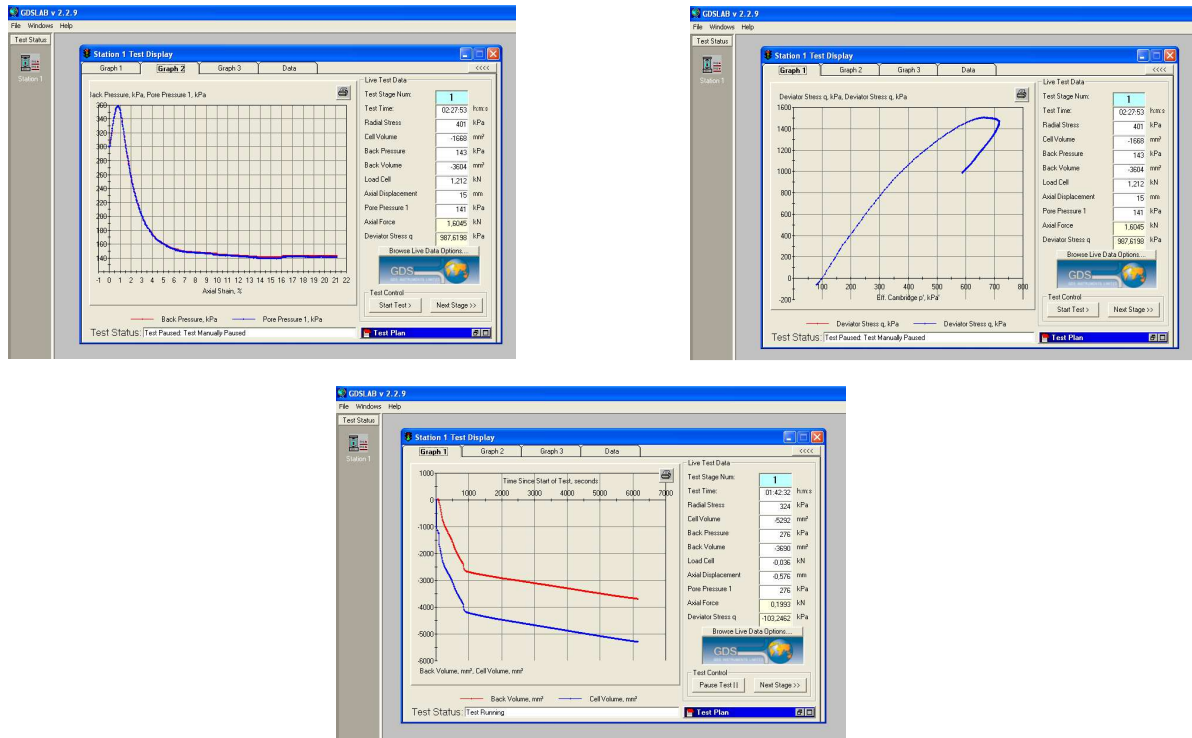 GDSLAB v 2.2.9
File Windows Help
Test Status
Station 1
Station 1 Test Display
Graph 1 Graph 2 Graph 3 Data <<<<
Back Pressure, kPa, Pore Pressure 1, kPa
360
340
320
300
280
260
240
220
200
180
160
140
-1 0 1 2 3 4 5 6 7 8 9 10 11 12 13 14 15 16 17 18 19 20 21 22
Axial Strain, %
Back Pressure, kPa Pore Pressure 1, kPa
Live Test Data
Test Stage Num: 1
Test Time: 02:27:53 h:m:s
Radial Stress 401 kPa
Cell Volume -1668 mm³
Back Pressure 143 kPa
Back Volume -3604 mm³
Load Cell 1,212 kN
Axial Displacement 15 mm
Pore Pressure 1 141 kPa
Axial Force 1,6045 kN
Deviator Stress q 987,6198 kPa
Browse Live Data Options...
GDS
Test Control
Start Test > Next Stage >>
Test Status: Test Paused: Test Manually Paused
Test Plan
GDSLAB v 2.2.9
File Windows Help
Test Status
Station 1
Station 1 Test Display
Graph 1 Graph 2 Graph 3 Data <<<<
Deviator Stress q, kPa, Deviator Stress q, kPa
1600
1400
1200
1000
800
600
400
200
-200
100 200 300 400 500 600 700 800
Eff. Cambridge p', kPa'
Deviator Stress q, kPa Deviator Stress q, kPa
Live Test Data
Test Stage Num: 1
Test Time: 02:27:53 h:m:s
Radial Stress 401 kPa
Cell Volume -1668 mm³
Back Pressure 143 kPa
Back Volume -3604 mm³
Load Cell 1,212 kN
Axial Displacement 15 mm
Pore Pressure 1 141 kPa
Axial Force 1,6045 kN
Deviator Stress q 987,6198 kPa
Browse Live Data Options...
GDS
Test Control
Start Test > Next Stage >>
Test Status: Test Paused: Test Manually Paused
Test Plan
GDSLAB v 2.2.9
File Windows Help
Test Status
Station 1
Station 1 Test Display
Graph 1 Graph 2 Graph 3 Data <<<<
1000
Time Since Start of Test, seconds
1000 2000 3000 4000 5000 6000 7000
0
-1000
-2000
-3000
-4000
-5000
-6000
Back Volume, mm³, Cell Volume, mm³
Back Volume, mm³ Cell Volume, mm³
Live Test Data
Test Stage Num: 1
Test Time: 01:42:32 h:m:s
Radial Stress 324 kPa
Cell Volume -5292 mm³
Back Pressure 276 kPa
Back Volume -3690 mm³
Load Cell -0,036 kN
Axial Displacement -0,576 mm
Pore Pressure 1 276 kPa
Axial Force 0,1993 kN
Deviator Stress q -103,2462 kPa
Browse Live Data Options...
GDS
Test Control
Pause Test || Next Stage >>
Test Status: Test Running
Test Plan